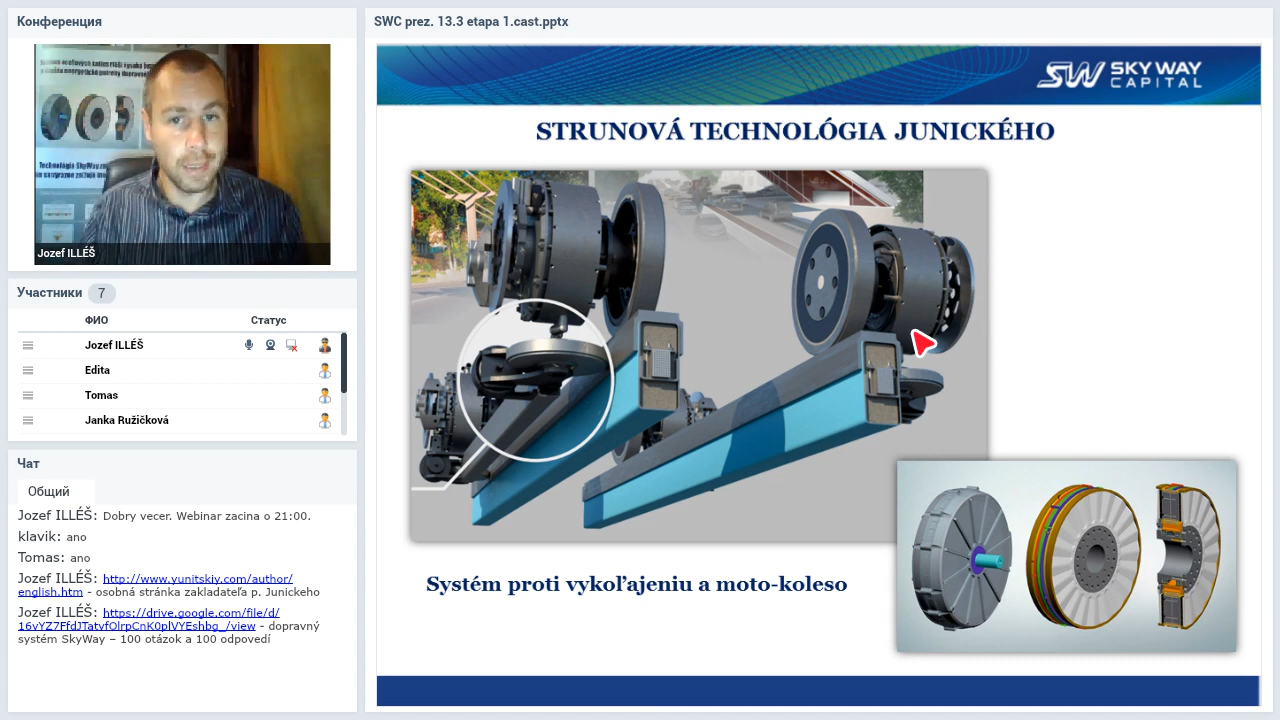 Конференция
Jozef ILLÉŠ
Участники 7
ФИО Статус
Jozef ILLÉŠ
Edita
Tomas
Janka Ružičková
Чат
Общий
Jozef ILLÉŠ: Dobry vecer. Webinar zacina o 21:00.
klavik: ano
Tomas: ano
Jozef ILLÉŠ: http://www.yunitskiy.com/author/
english.htm - osobná stránka zakladateľa p. Junickeho
Jozef ILLÉŠ: https://drive.google.com/file/d/
- dopravný
systém SkyWay – 100 otázok a 100 odpovedí
SWC prez. 13.3 etapa 1.cast.pptx
SW SKY WAY
CAPITAL
STRUNOVÁ TECHNOLÓGIA JUNICKÉHO
Systém proti vykoľajeniu a moto-koleso